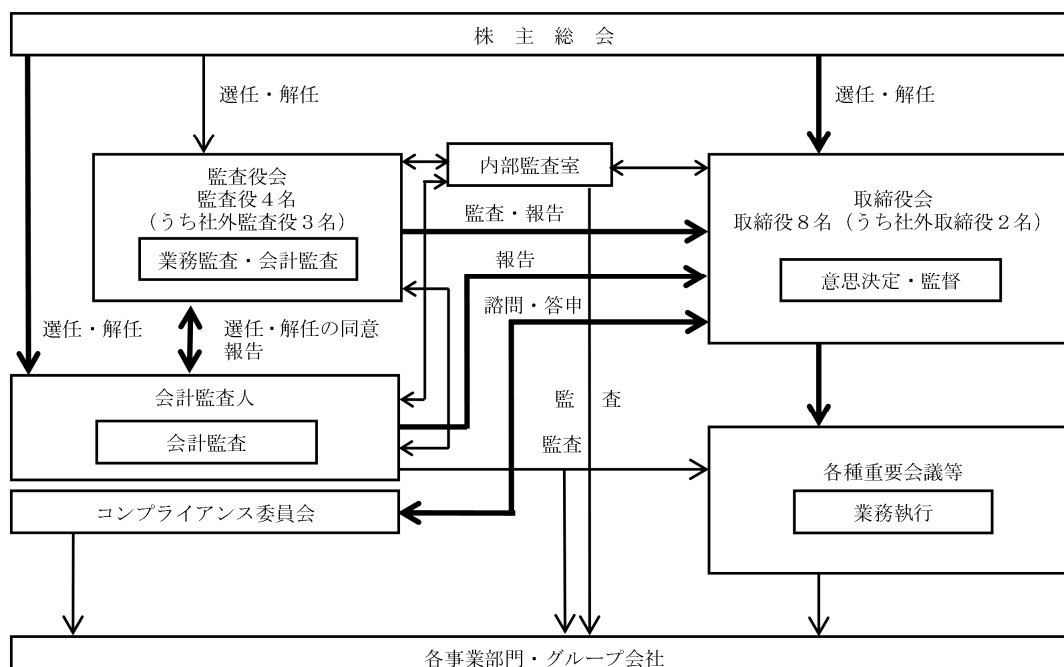 株主総会
選任・解任
選任・解任
内部監査室
監査役会
監査役４名
（うち社外監査役３名）
業務監査・会計監査
取締役会
取締役８名（うち社外取締役２名）
意思決定・監督
監査・報告
報告
諮問・答申
選任・解任
選任・解任の同意
報告
会計監査人
会計監査
監　査
監査
各種重要会議等
業務執行
コンプライアンス委員会
各事業部門・グループ会社